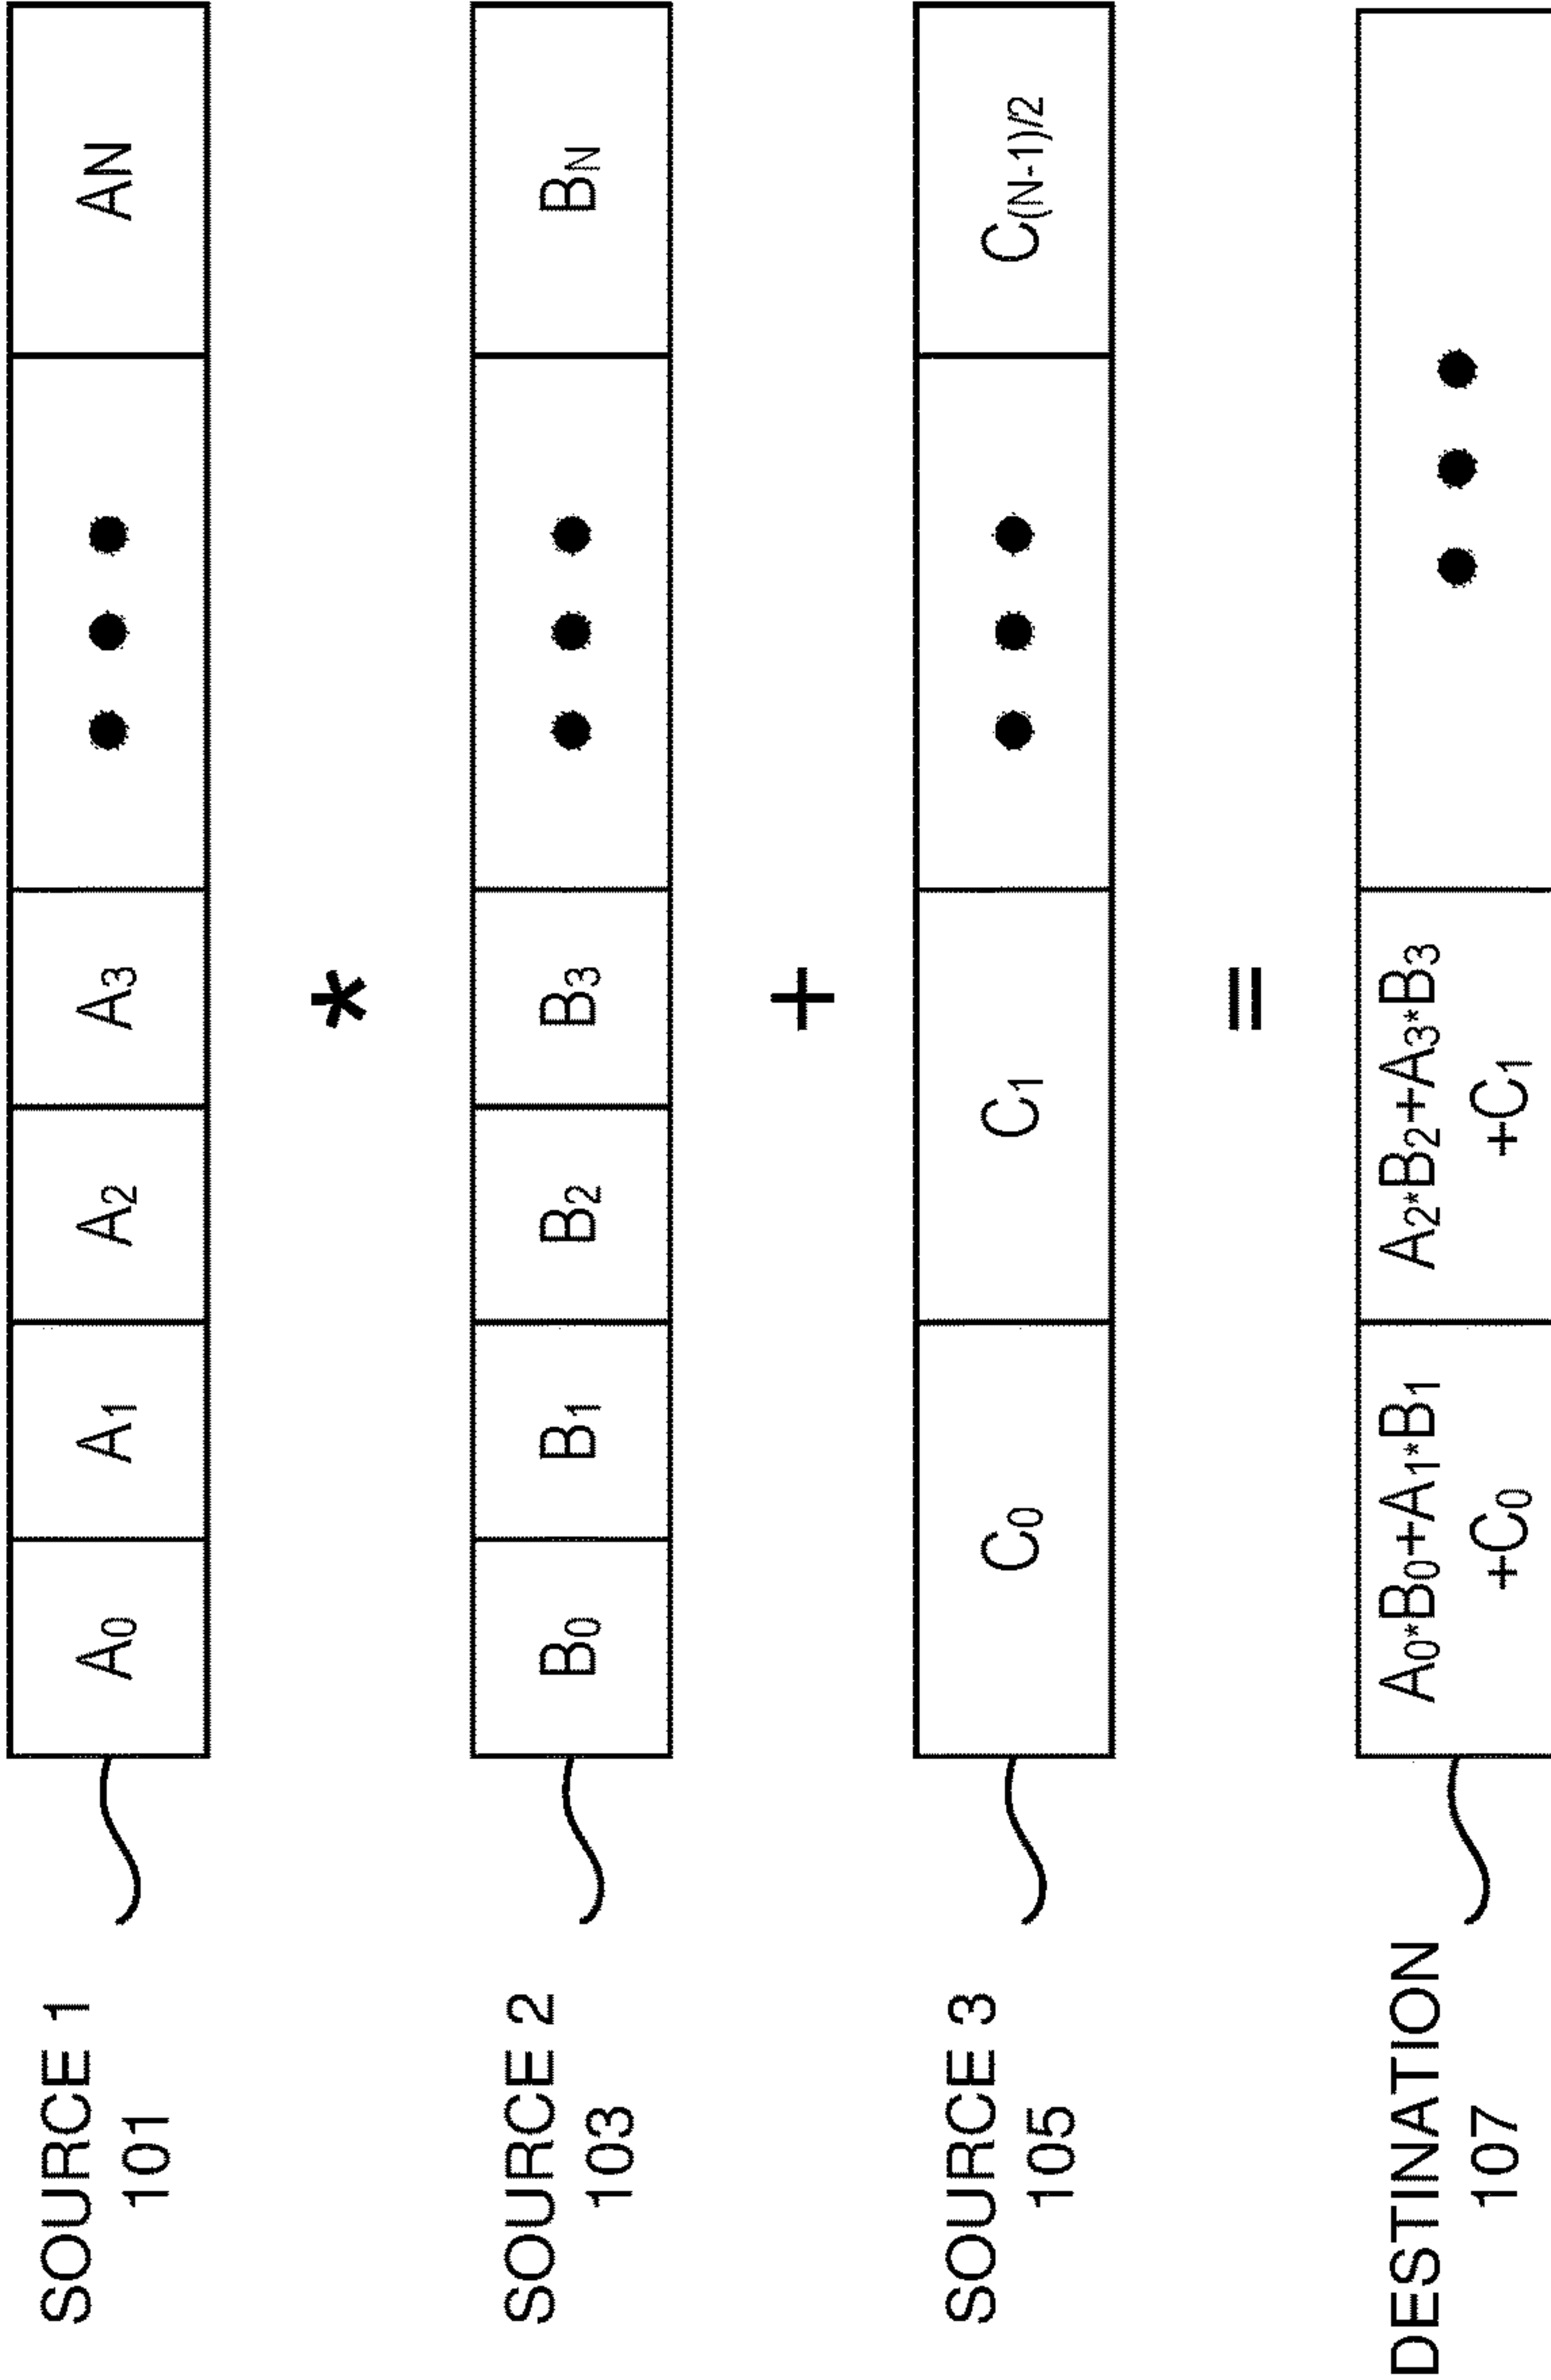 SOURCE 1
101
A0 A1 A2 A3 AN
*
SOURCE 2
103
B0 B1 B2 B3 BN
+
SOURCE 3
105
C0 C1 C(N-1)/2
=
DESTINATION
107
A0*B0+A1*B1
+C0
A2*B2+A3*B3
+C1